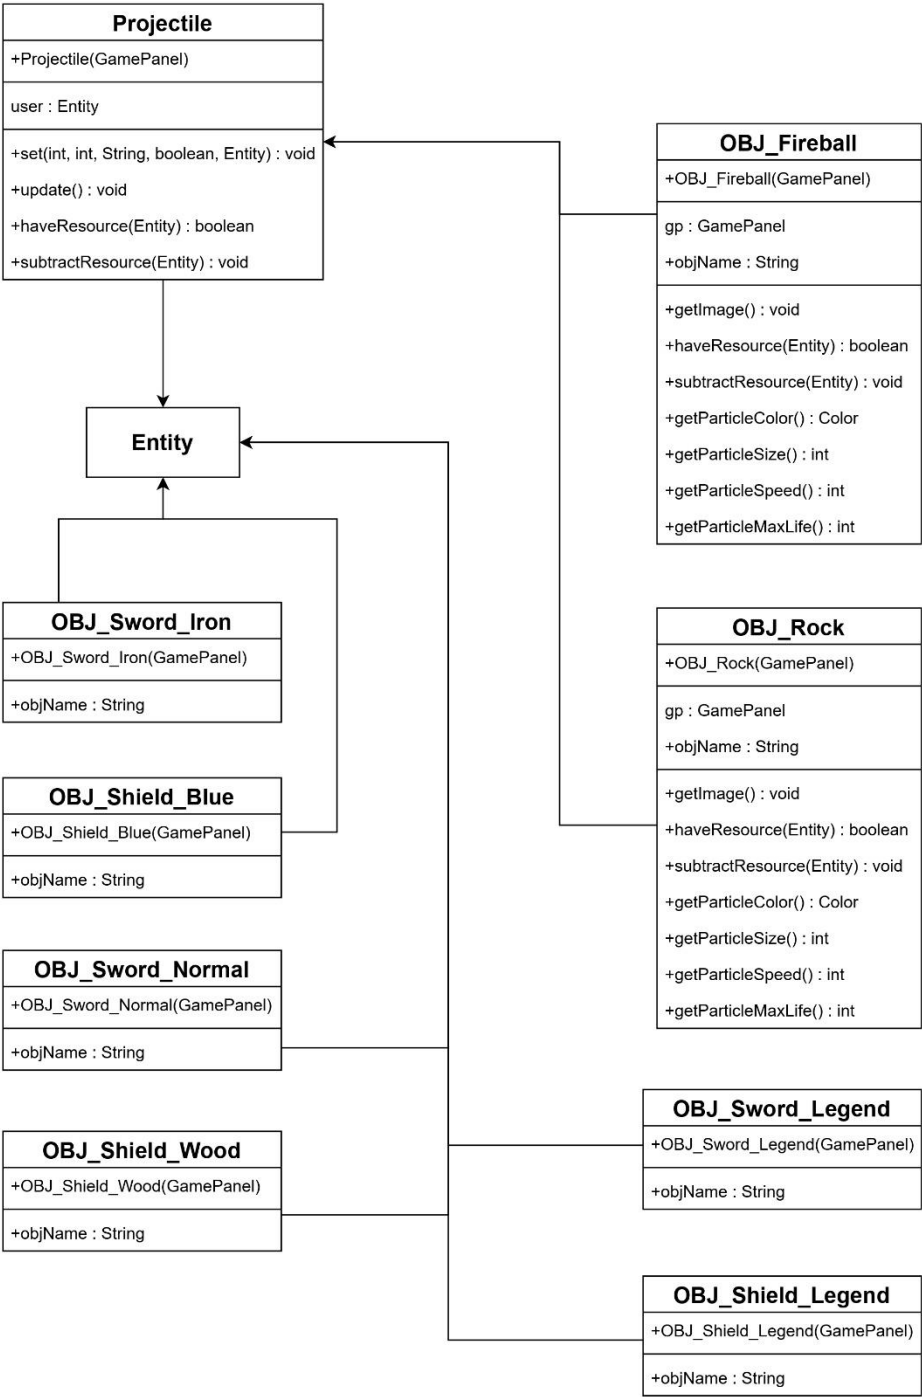 Projectile
+Projectile(GamePanel)
user : Entity
+set(int, int, String, boolean, Entity) : void
+update() : void
+haveResource(Entity) : boolean
+subtractResource(Entity) : void
Entity
OBJ_Sword_Iron
+OBJ_Sword_Iron(GamePanel)
+objName : String
OBJ_Shield_Blue
+OBJ_Shield_Blue(GamePanel)
+objName : String
OBJ_Sword_Normal
+OBJ_Sword_Normal(GamePanel)
+objName : String
OBJ_Shield_Wood
+OBJ_Shield_Wood(GamePanel)
+objName : String
OBJ_Fireball
+OBJ_Fireball(GamePanel)
gp : GamePanel
+objName : String
+getImage() : void
+haveResource(Entity) : boolean
+subtractResource(Entity) : void
+getParticleColor() : Color
+getParticleSize() : int
+getParticleSpeed() : int
+getParticleMaxLife() : int
OBJ_Rock
+OBJ_Rock(GamePanel)
gp : GamePanel
+objName : String
+getImage() : void
+haveResource(Entity) : boolean
+subtractResource(Entity) : void
+getParticleColor() : Color
+getParticleSize() : int
+getParticleSpeed() : int
+getParticleMaxLife() : int
OBJ_Sword_Legend
+OBJ_Sword_Legend(GamePanel)
+objName : String
OBJ_Shield_Legend
+OBJ_Shield_Legend(GamePanel)
+objName : String